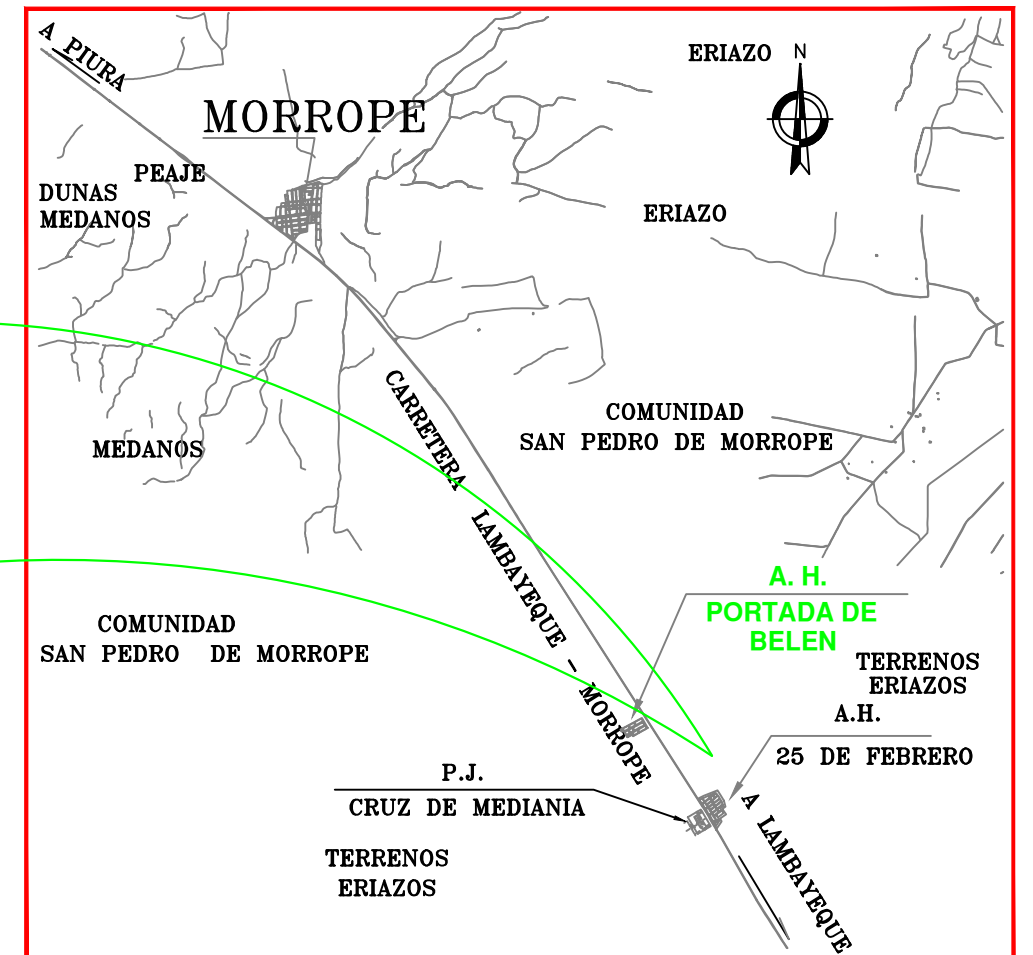 A PIURA
ERIAZO
N
MORROPE
PEAJE
DUNAS
MEDANOS
ERIAZO
CARRETERA LAMBAYEQUE - MORROPE
COMUNIDAD
SAN PEDRO DE MORROPE
MEDANOS
A. H.
PORTADA DE
BELEN
COMUNIDAD
SAN PEDRO DE MORROPE
TERRENOS
ERIAZOS
A.H.
25 DE FEBRERO
P.J.
CRUZ DE MEDIANIA
A LAMBAYEQUE
TERRENOS
ERIAZOS